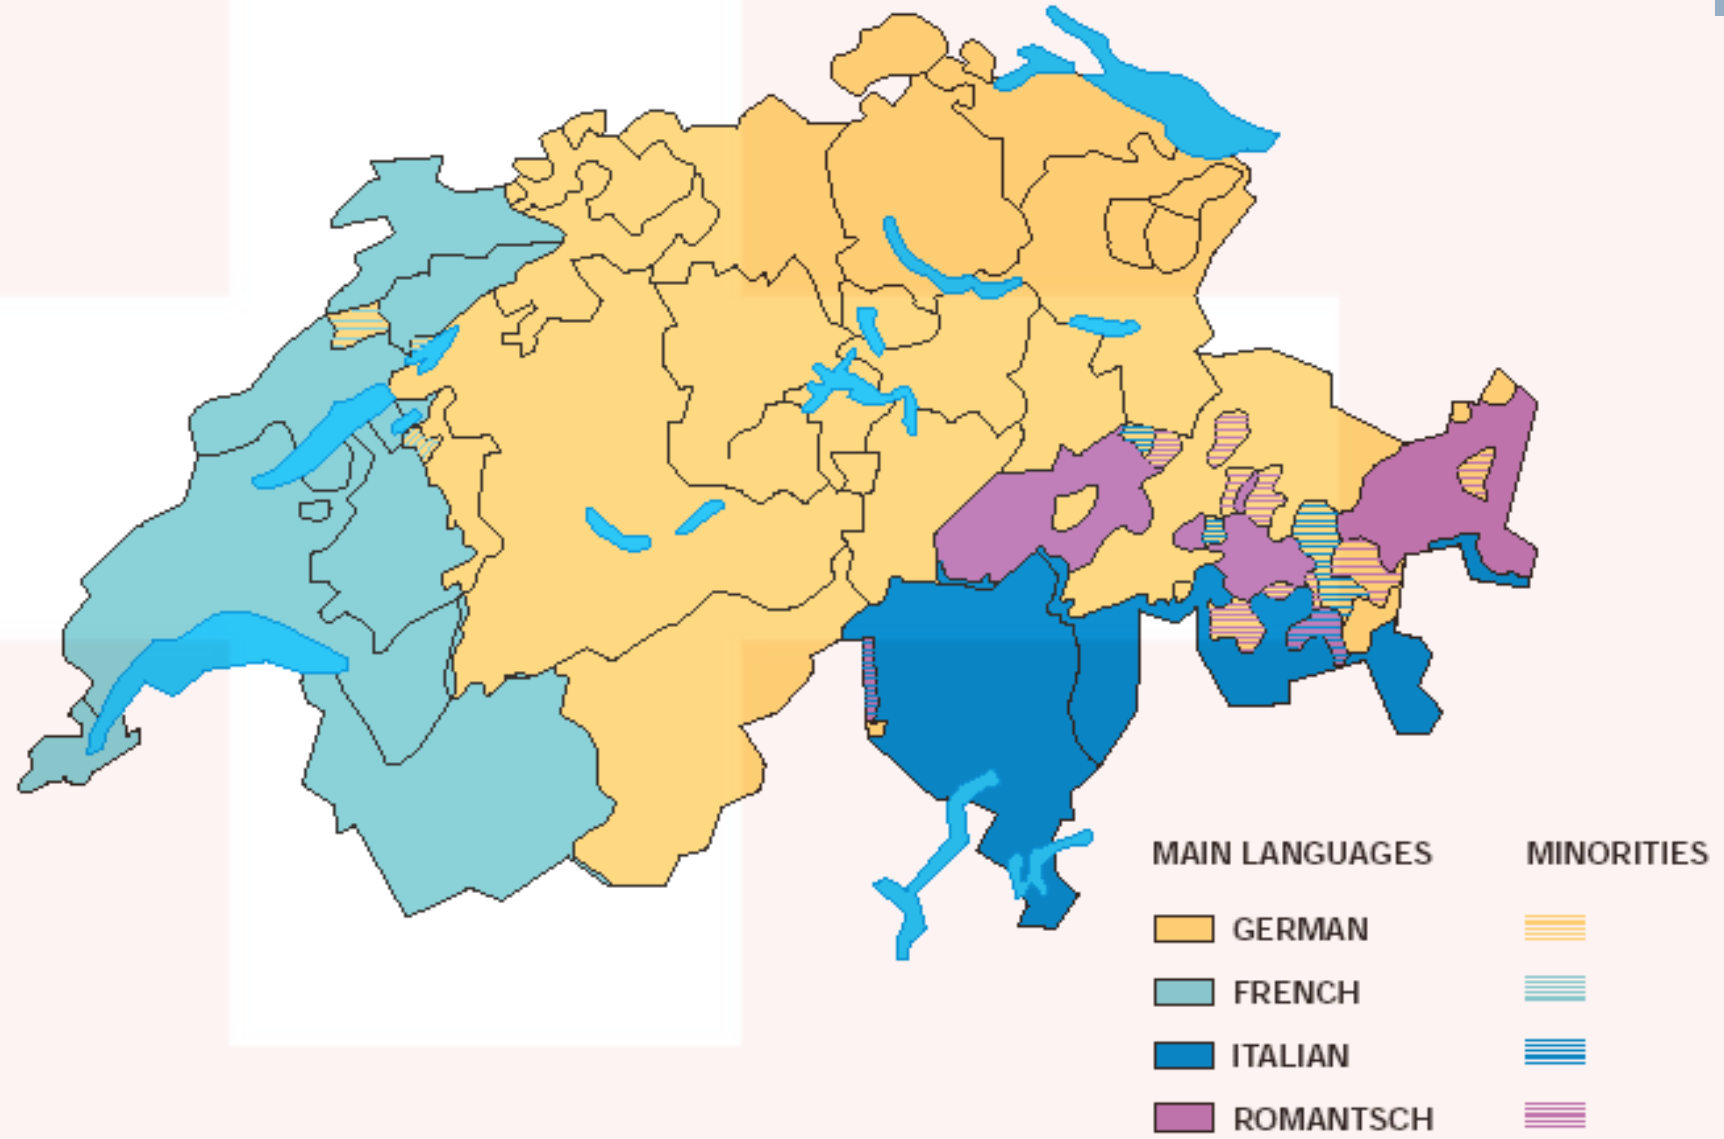 MAIN LANGUAGES MINORITIES
GERMAN
FRENCH
ITALIAN
ROMANTSCH